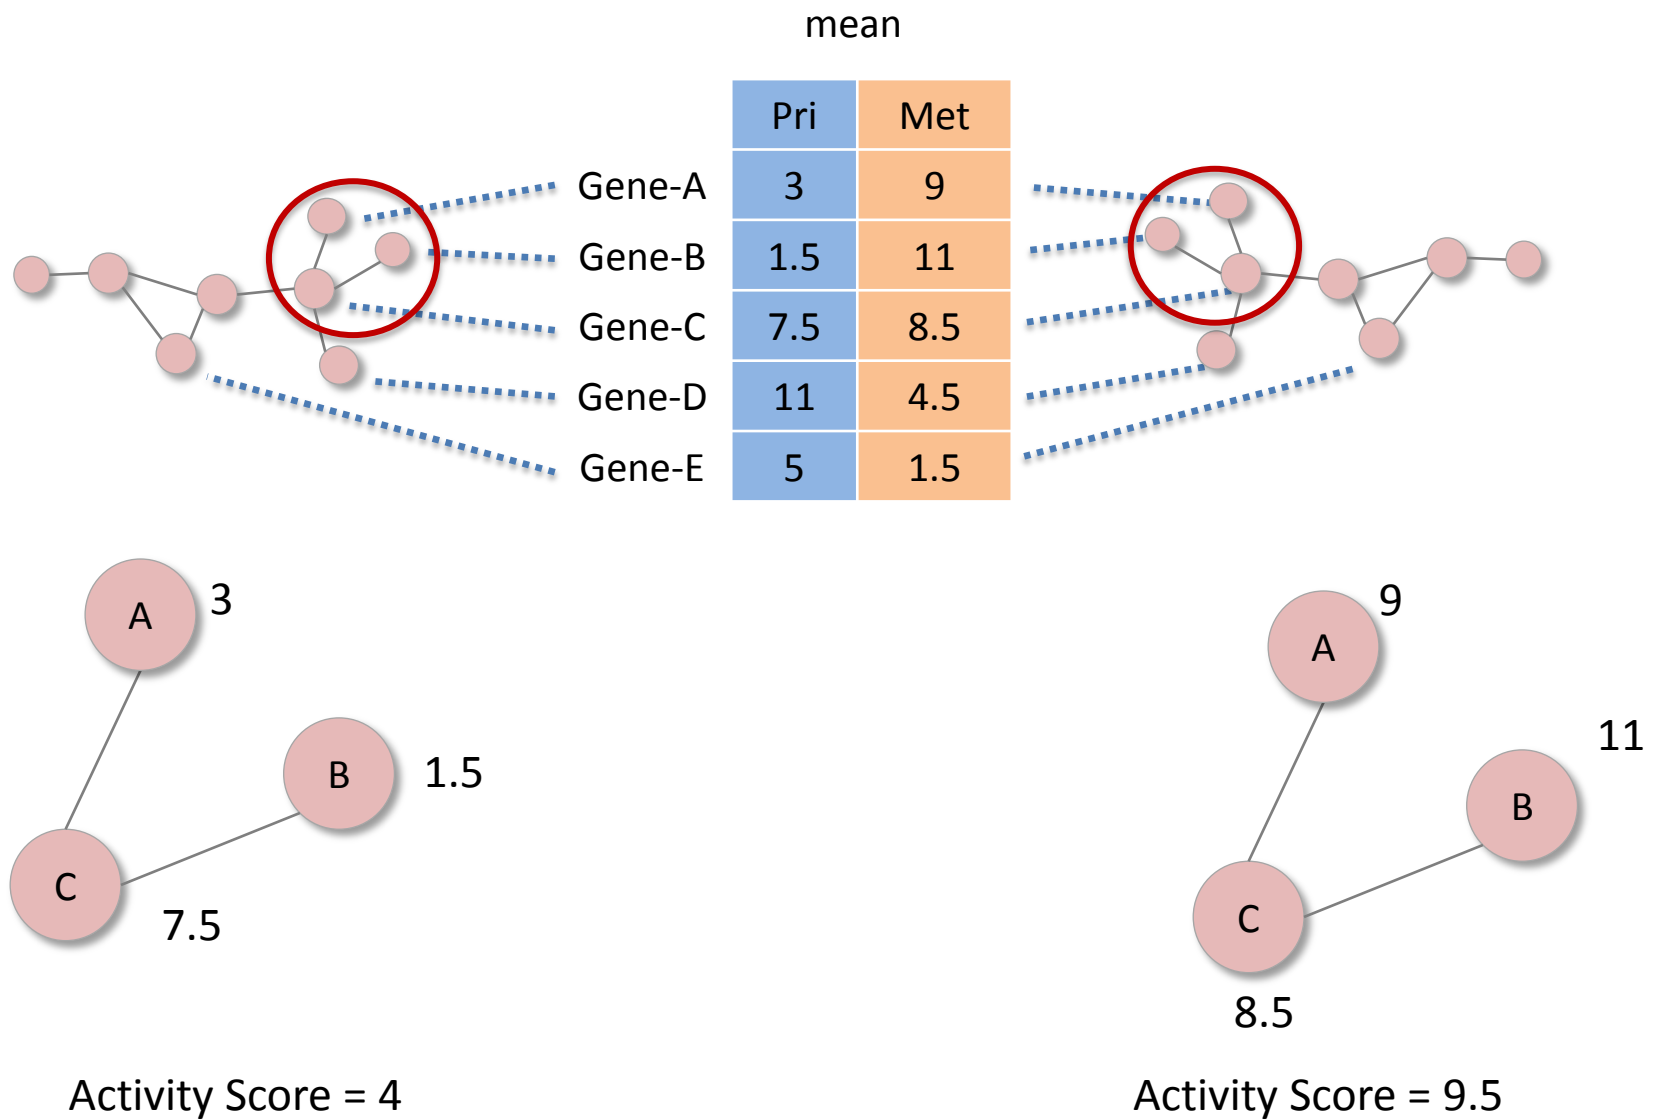 mean
Pri Met
Gene-A 3 9
Gene-B 1.5 11
Gene-C 7.5 8.5
Gene-D 11 4.5
Gene-E 5 1.5
A 3
B 1.5
C
7.5
Activity Score = 4
9
A
11
B
C
8.5
Activity Score = 9.5